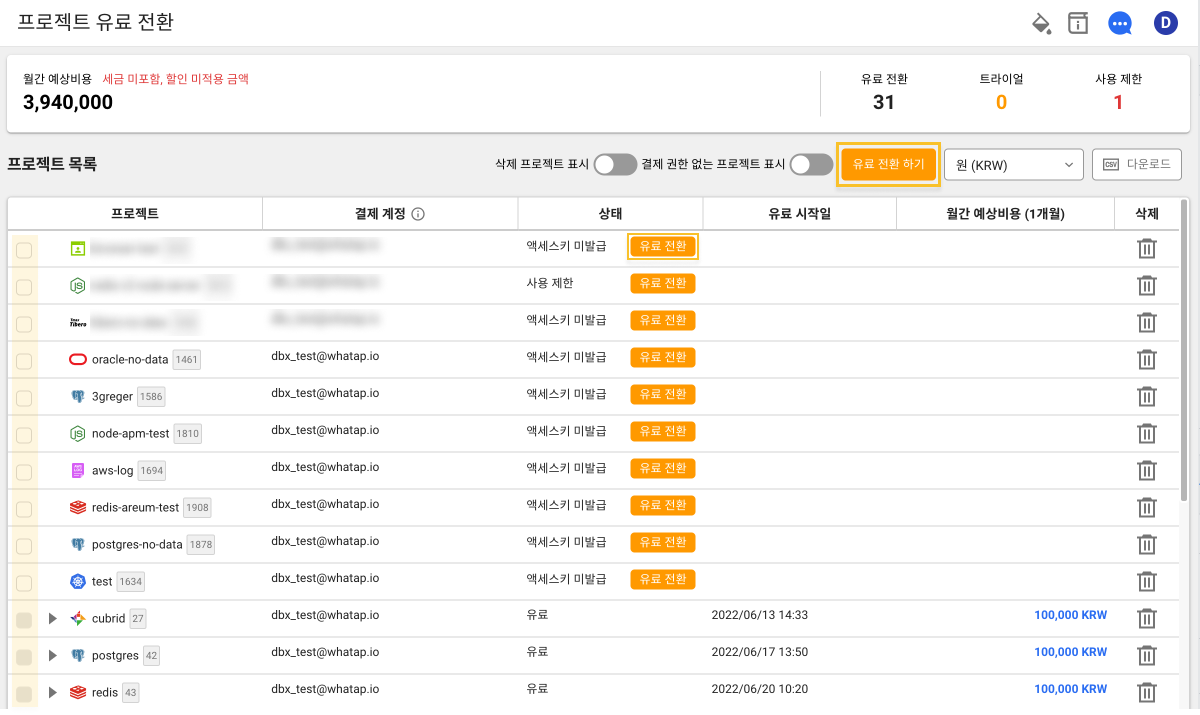 프로젝트 유료 전환
D
월간 예상비용 세금 미포함, 할인 미적용 금액
3,940,000
유료 전환
31
트라이얼
0
사용 제한
1
프로젝트 목록
삭제 프로젝트 표시
결제 권한 없는 프로젝트 표시
유료 전환 하기
원 (KRW)
CSV 다운로드
프로젝트 결제 계정 상태 유료 시작일 월간 예상비용 (1개월) 삭제
액세스키 미발급 유료 전환
JS 사용 제한 유료 전환
Tibero 액세스키 미발급 유료 전환
oracle-no-data 1461 dbx_test@whatap.io 액세스키 미발급 유료 전환
3greger 1586 dbx_test@whatap.io 액세스키 미발급 유료 전환
JS node-apm-test 1810 dbx_test@whatap.io 액세스키 미발급 유료 전환
aws-log 1694 dbx_test@whatap.io 액세스키 미발급 유료 전환
redis-areum-test 1908 dbx_test@whatap.io 액세스키 미발급 유료 전환
postgres-no-data 1878 dbx_test@whatap.io 액세스키 미발급 유료 전환
test 1634 dbx_test@whatap.io 액세스키 미발급 유료 전환
cubrid 27 dbx_test@whatap.io 유료 2022/06/13 14:33 100,000 KRW
postgres 42 dbx_test@whatap.io 유료 2022/06/17 13:50 100,000 KRW
redis 43 dbx_test@whatap.io 유료 2022/06/20 10:20 100,000 KRW